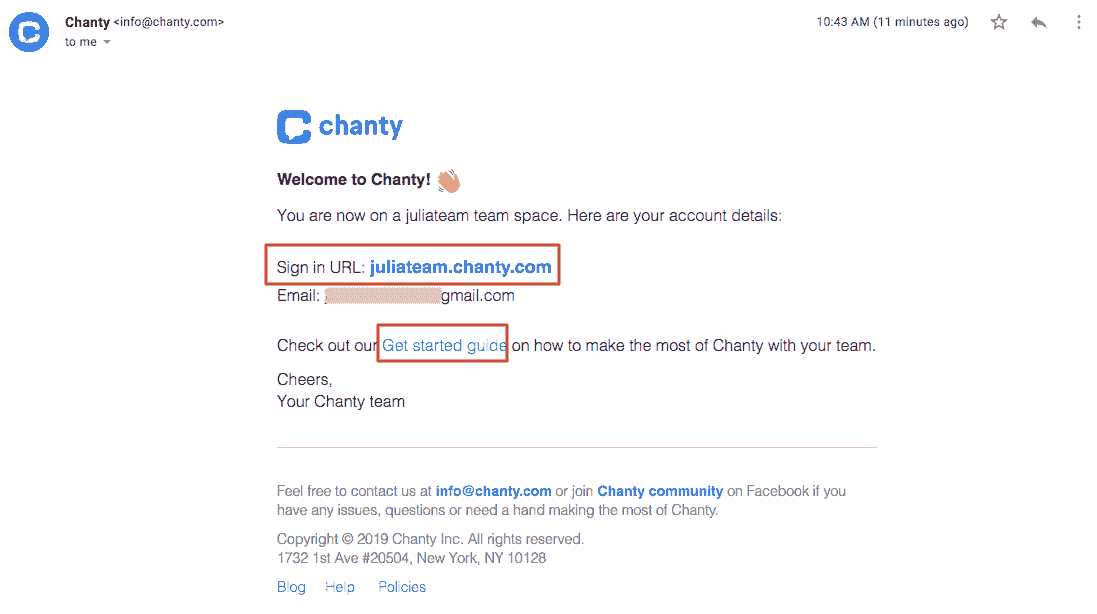 Chanty <info@chanty.com>
10:43 AM (11 minutes ago)
to me
chanty
Welcome to Chanty!
You are now on a juliateam team space. Here are your account details:
Sign in URL: juliateam.chanty.com
Email: gmail.com
Check out our Get started guide on how to make the most of Chanty with your team.
Cheers,
Your Chanty team
Feel free to contact us at info@chanty.com or join Chanty community on Facebook if you
have any issues, questions or need a hand making the most of Chanty.
Copyright © 2019 Chanty Inc. All rights reserved.
1732 1st Ave #20504, New York, NY 10128
Blog Help Policies